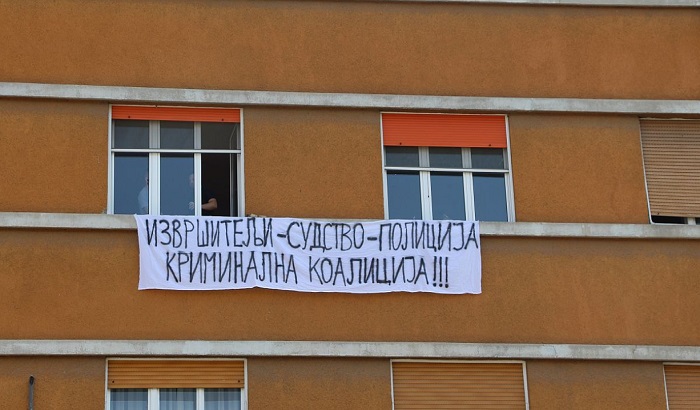 ИЗВРШИТЕЉИ-СУДСТВО-ПОЛИЦИЈА
КРИМИНАЛНА КОАЛИЦИЈА!!!